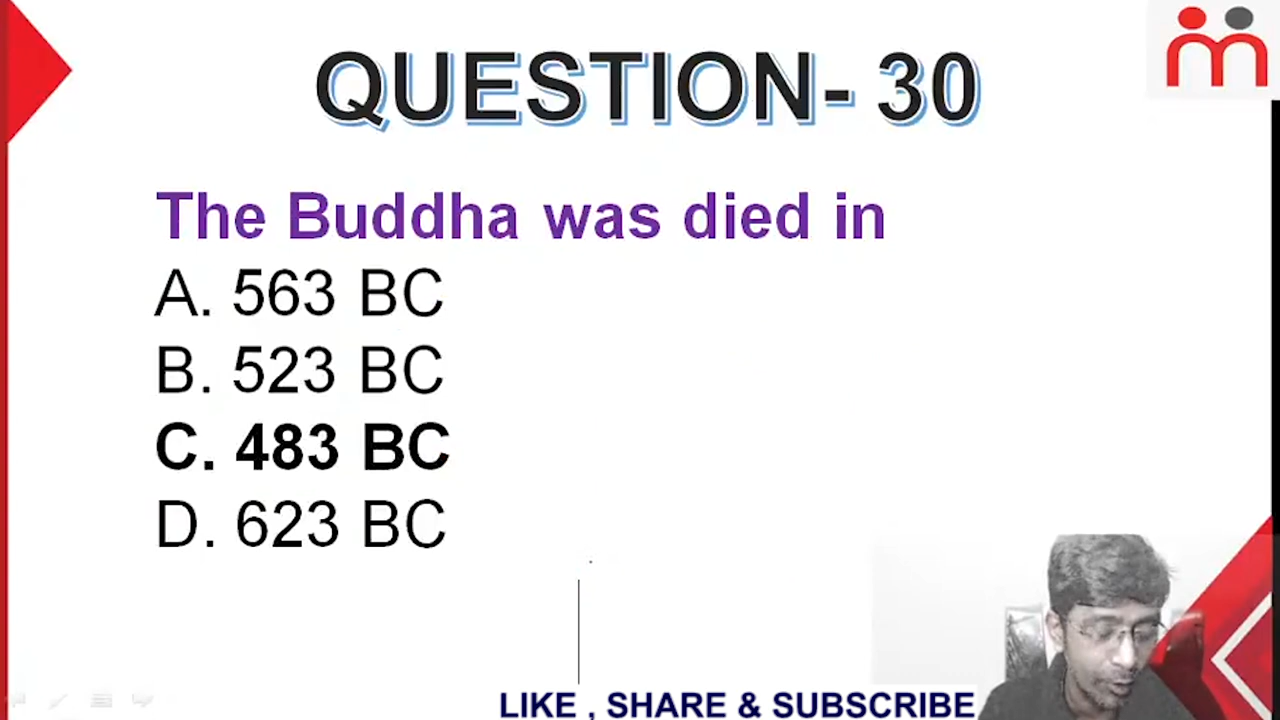 QUESTION- 30
The Buddha was died in
A. 563 BC
B. 523 BC
C. 483 BC
D. 623 BC
LIKE , SHARE & SUBSCRIBE